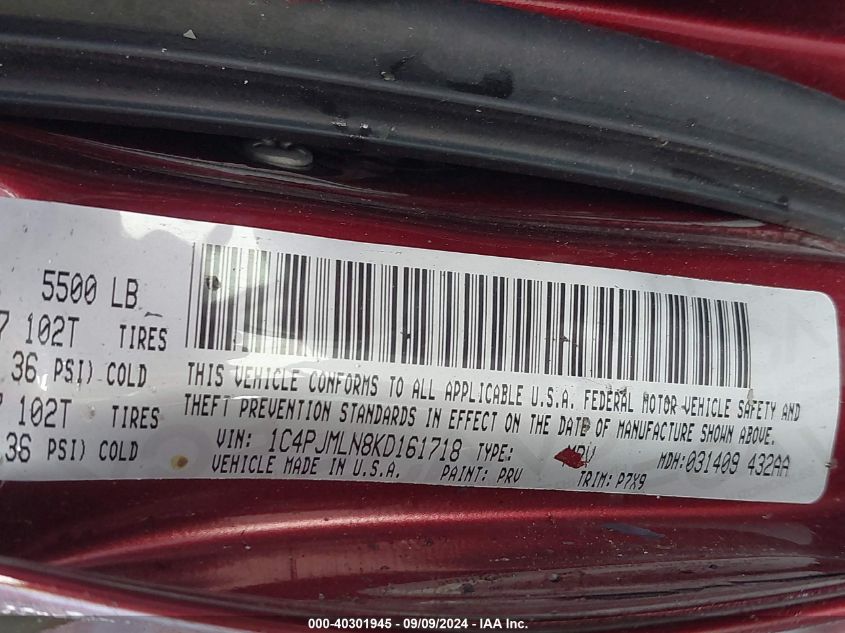 5500 LB
102T TIRES
36 PSI) COLD
102T TIRES
36 PSI) COLD
THIS VEHICLE CONFORMS TO ALL APPLICABLE U.S.A. FEDERAL MOTOR VEHICLE SAFETY AND
THEFT PREVENTION STANDARDS IN EFFECT ON THE DATE OF MANUFACTURE SHOWN ABOVE.
VIN: 1C4PJMLN8KD161718 TYPE: MDH:031409 432AA
VEHICLE MADE IN U.S.A. PAINT: PRV TRIM: P7X9
000-40301945 - 09/09/2024 - IAA Inc.